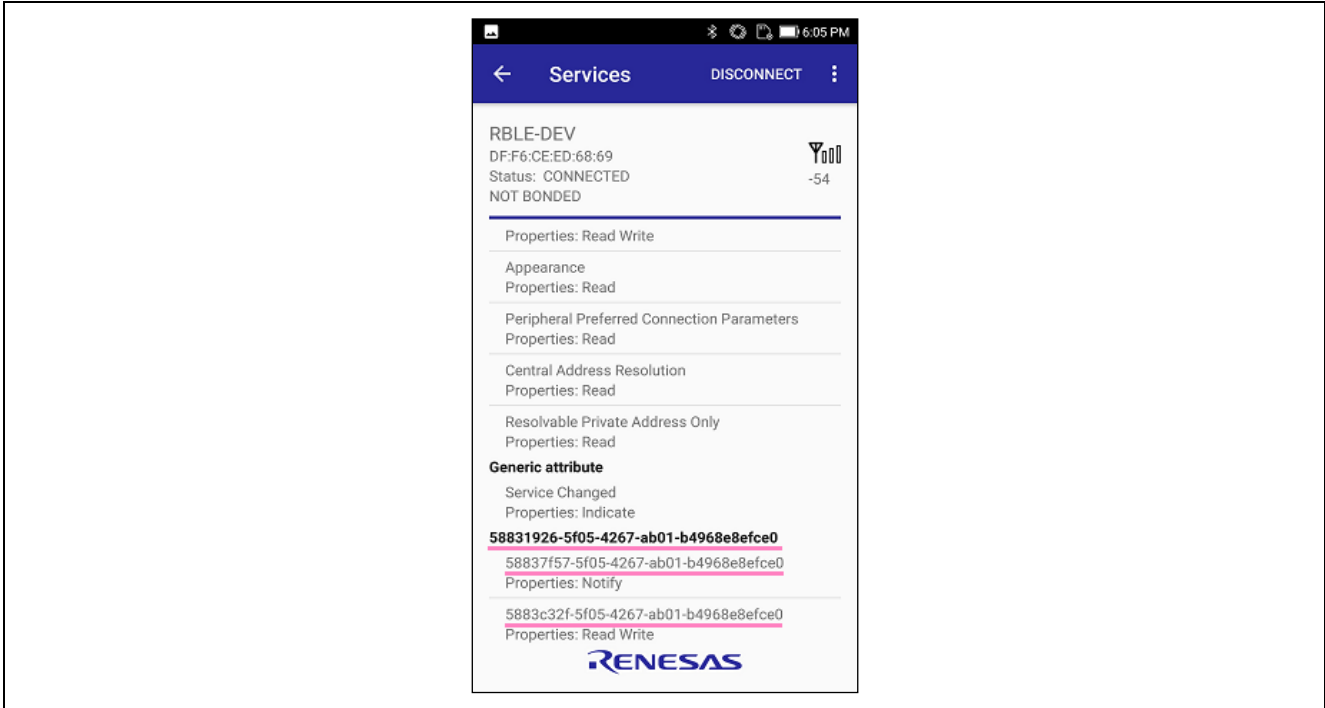 6:05 PM
Services DISCONNECT
RBLE-DEV
DF:F6:CE:ED:68:69
Status: CONNECTED
-54
NOT BONDED
Properties: Read Write
Appearance
Properties: Read
Peripheral Preferred Connection Parameters
Properties: Read
Central Address Resolution
Properties: Read
Resolvable Private Address Only
Properties: Read
Generic attribute
Service Changed
Properties: Indicate
58831926-5f05-4267-ab01-b4968e8efce0
58837f57-5f05-4267-ab01-b4968e8efce0
Properties: Notify
5883c32f-5f05-4267-ab01-b4968e8efce0
Properties: Read Write
RENESAS